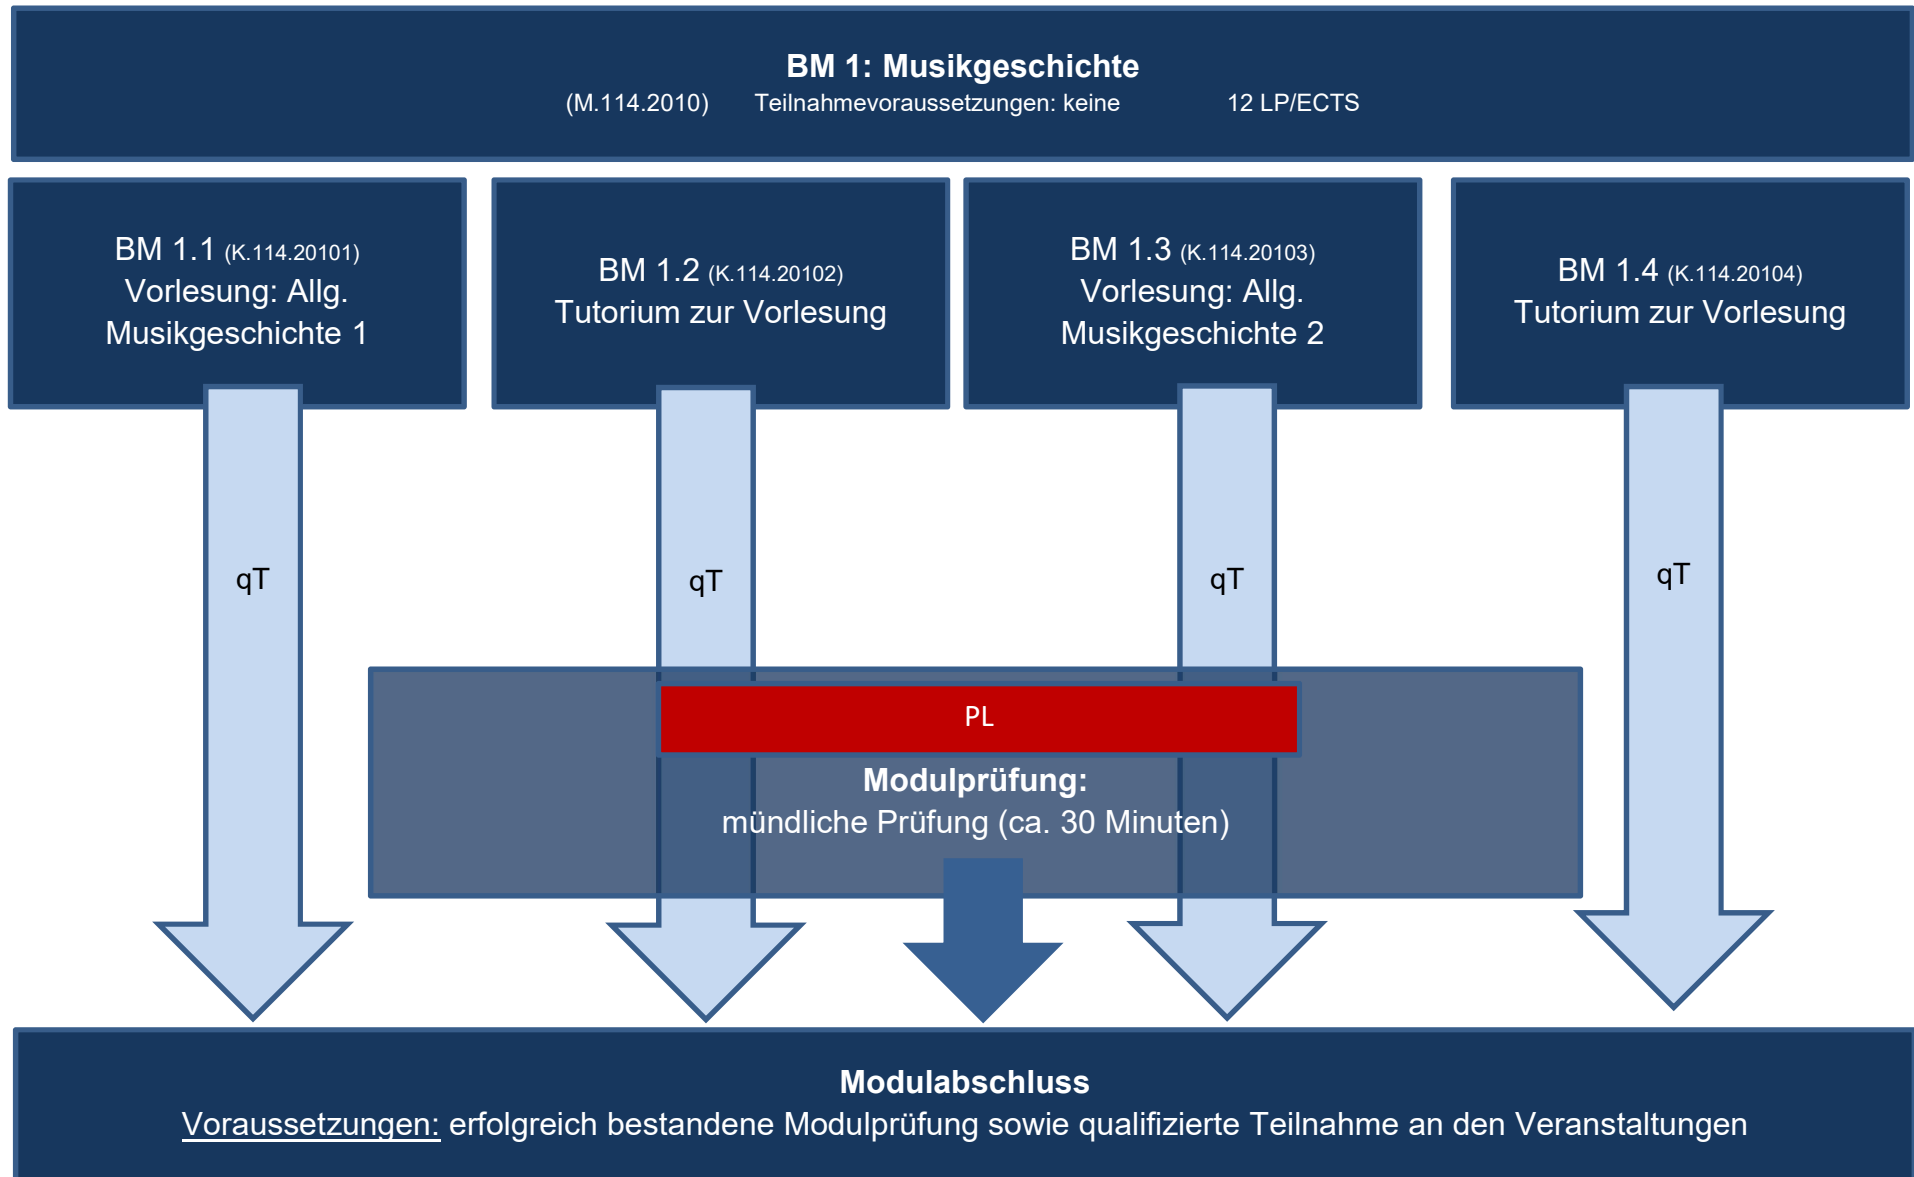 BM 1: Musikgeschichte
(M.114.2010) Teilnahmevoraussetzungen: keine 12 LP/ECTS
BM 1.1 (K.114.20101)
Vorlesung: Allg.
Musikgeschichte 1
BM 1.2 (K.114.20102)
Tutorium zur Vorlesung
BM 1.3 (K.114.20103)
Vorlesung: Allg.
Musikgeschichte 2
BM 1.4 (K.114.20104)
Tutorium zur Vorlesung
qT
qT
qT
qT
PL
Modulprüfung:
mündliche Prüfung (ca. 30 Minuten)
Modulabschluss
Voraussetzungen: erfolgreich bestandene Modulprüfung sowie qualifizierte Teilnahme an den Veranstaltungen